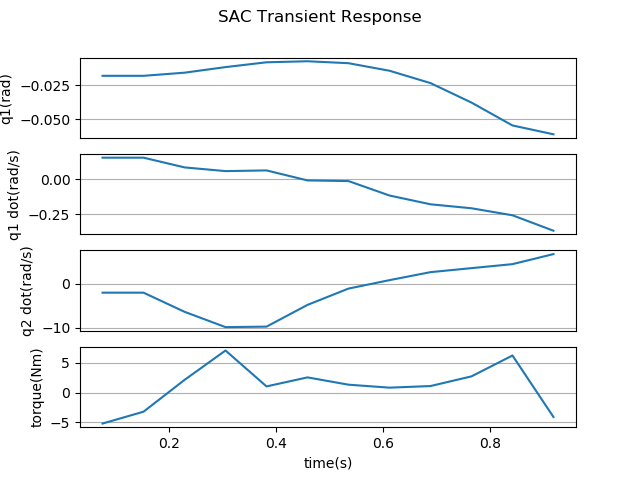 SAC Transient Response
q1(rad)
−0.025
−0.050
q1 dot(rad/s)
0.00
−0.25
q2 dot(rad/s)
0
−10
torque(Nm)
5
0
−5
0.2 0.4 0.6 0.8
time(s)